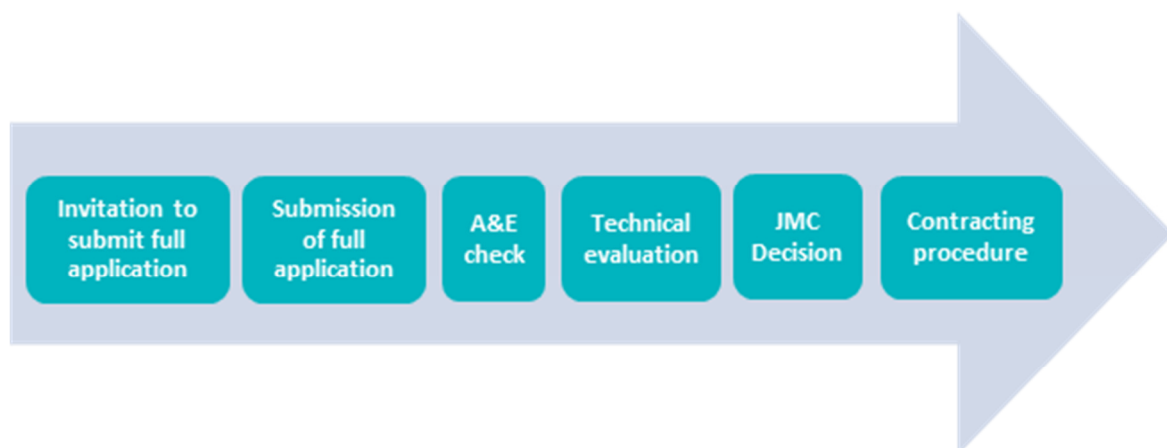 Invitation to
submit full
application
Submission
of full
application
A&E
check
Technical
evaluation
JMC
Decision
Contracting
procedure